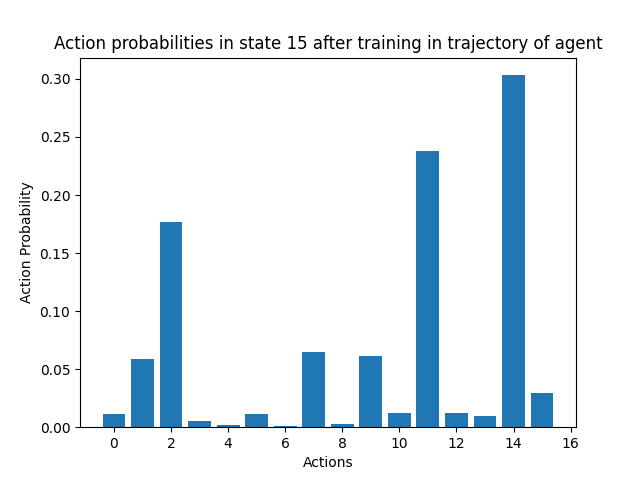 Action probabilities in state 15 after training in trajectory of agent
0.30
0.25
0.20
0.15
0.10
0.05
0.00
Action Probability
0 2 4 6 8 10 12 14 16
Actions